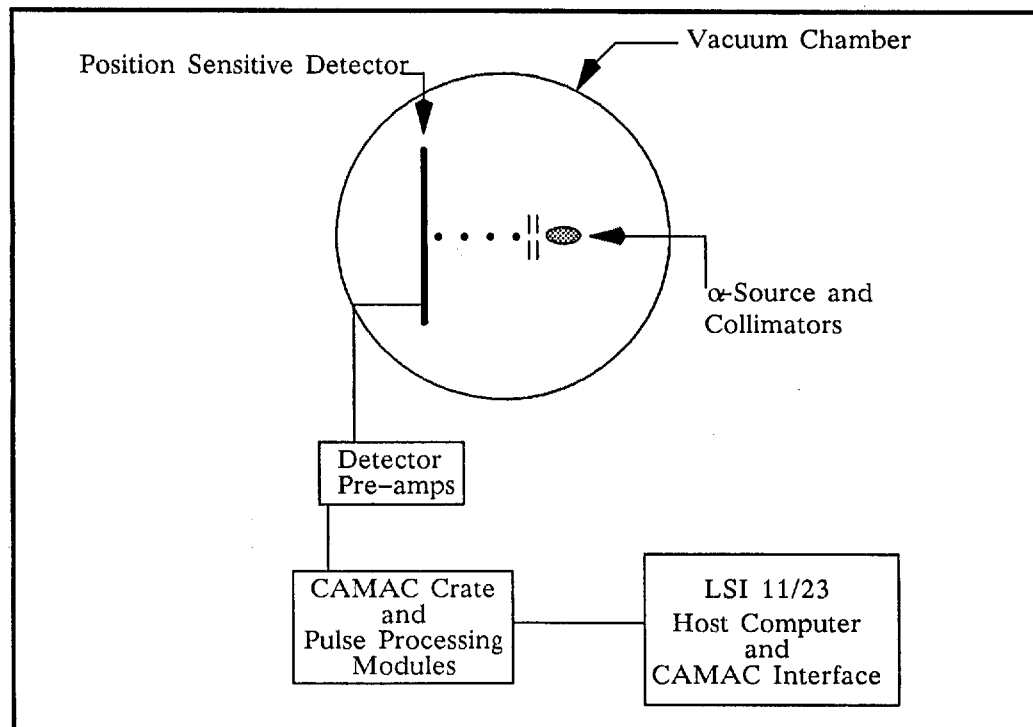 Vacuum Chamber
Position Sensitive Detector
α-Source and
Collimators
Detector
Pre-amps
CAMAC Crate
and
Pulse Processing
Modules
LSI 11/23
Host Computer
and
CAMAC Interface